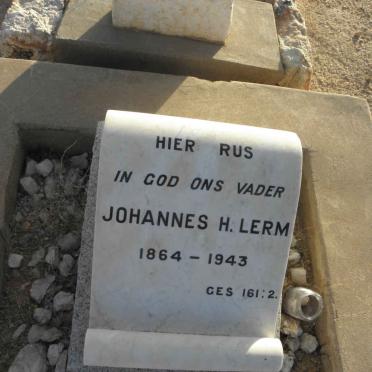 HIER RUS
IN GOD ONS VADER
JOHANNES H. LERM
1864 – 1943
GES 161:2.